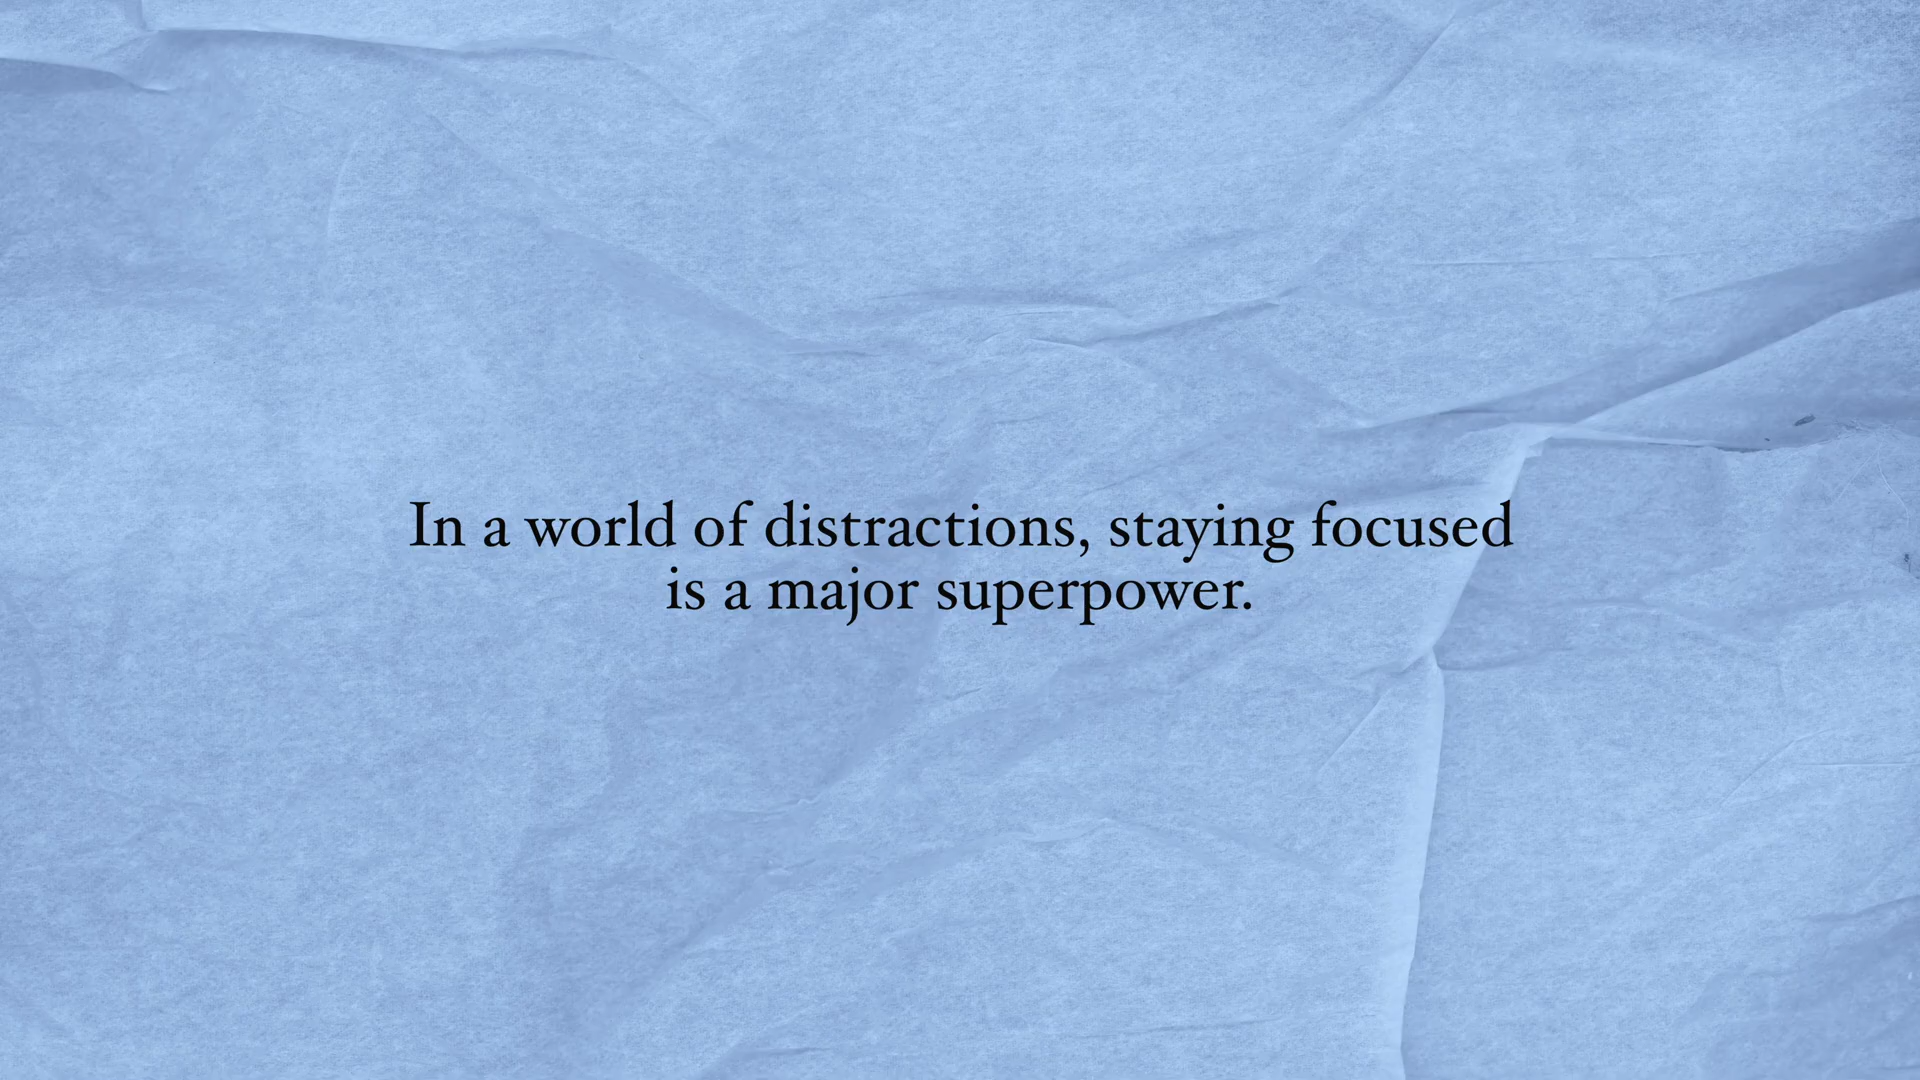 In a world of distractions, staying focused
is a major superpower.